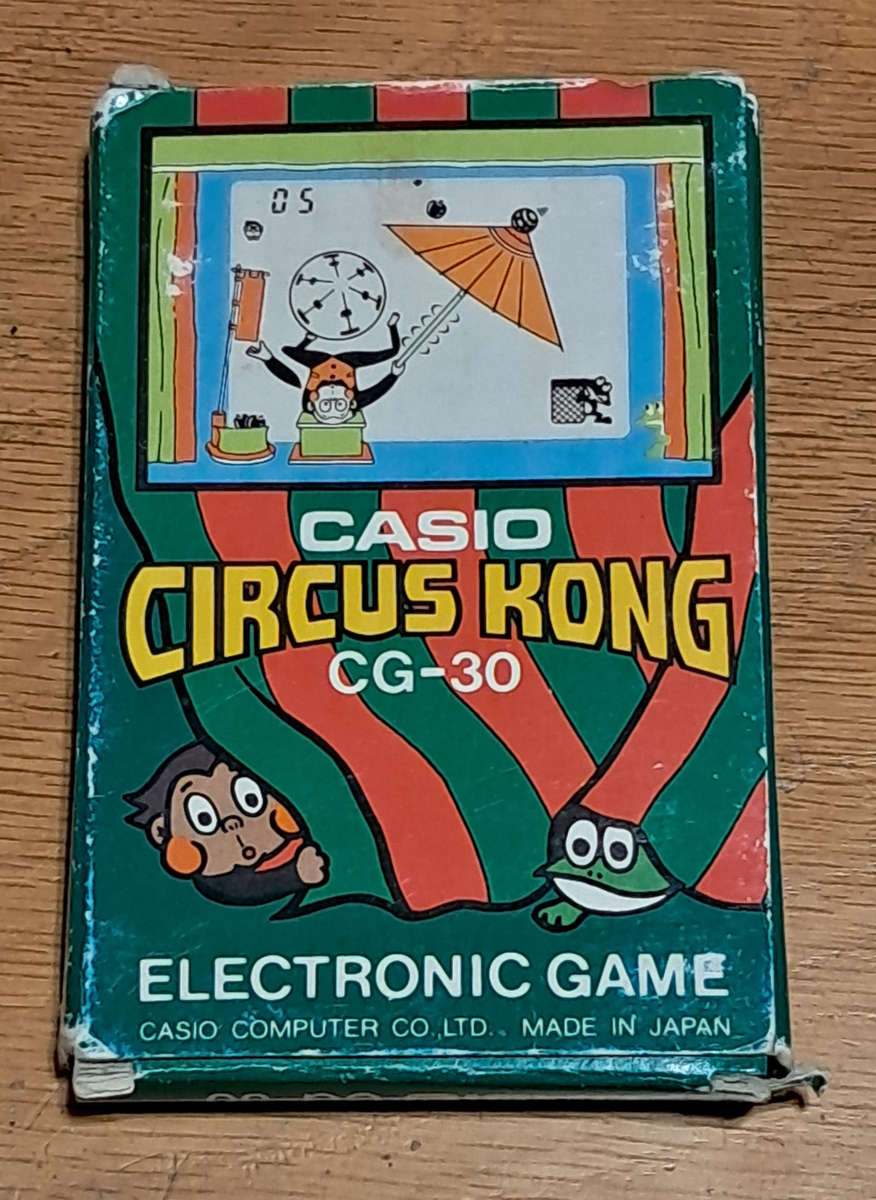 05
CASIO
CIRCUS KONG
CG-30
ELECTRONIC GAME
CASIO COMPUTER CO.,LTD. MADE IN JAPAN